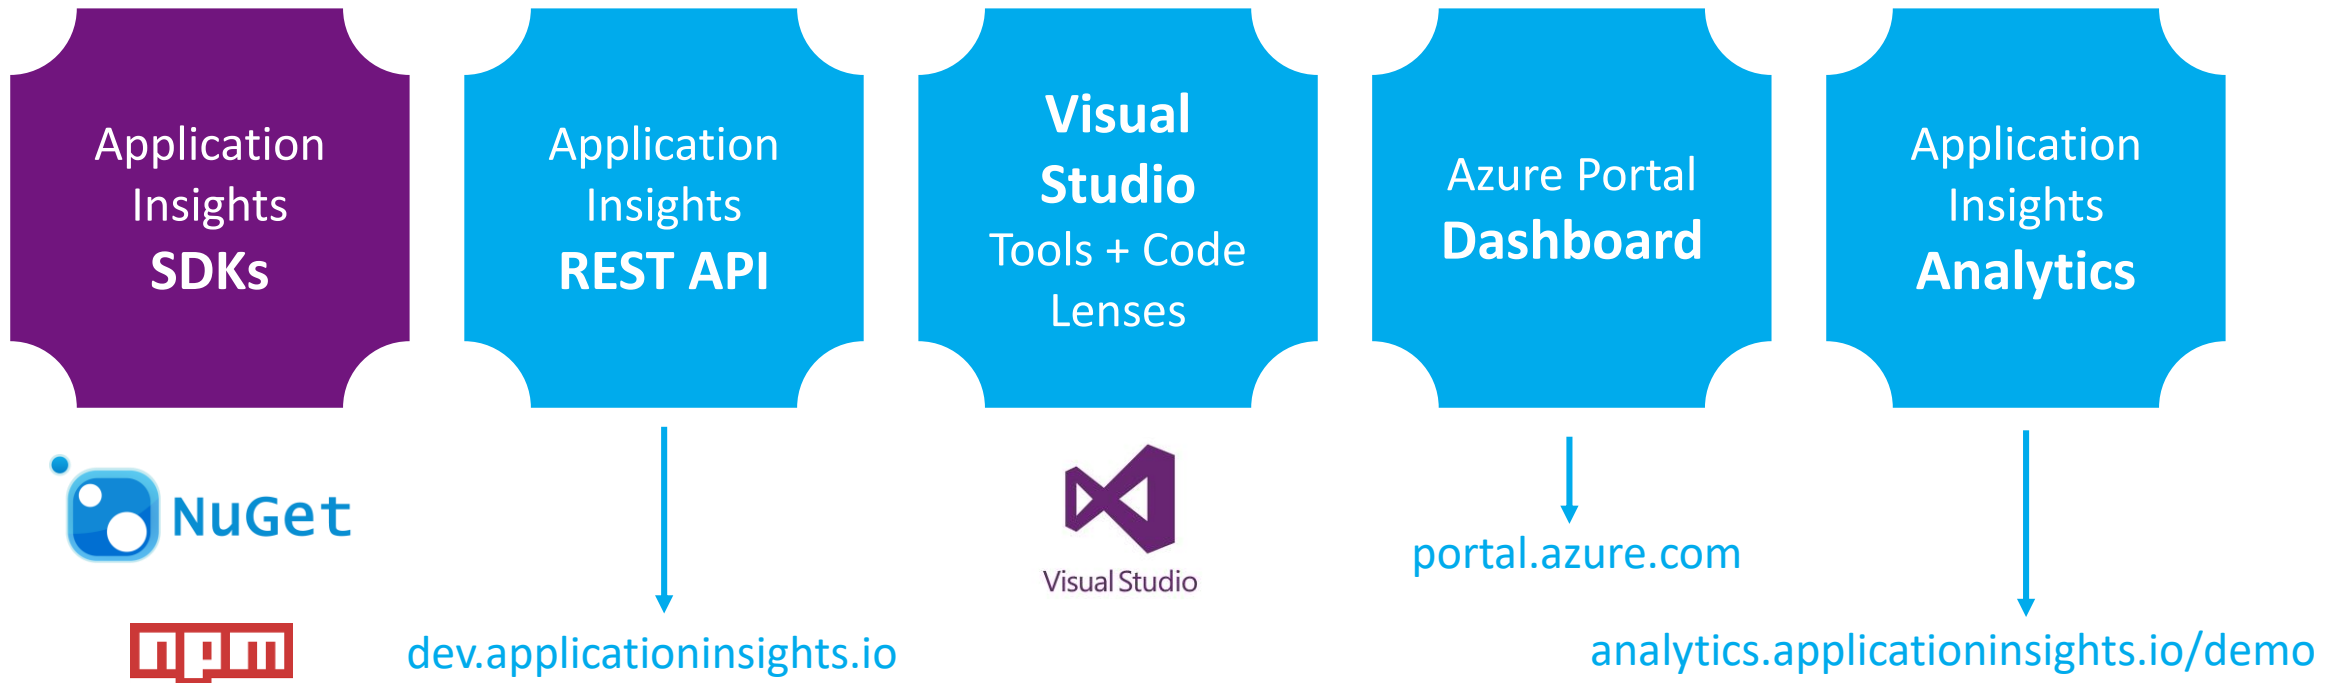 Application
Insights
SDKs
Application
Insights
REST API
Visual
Studio
Tools + Code
Lenses
Azure Portal
Dashboard
Application
Insights
Analytics
NuGet
npm
dev.applicationinsights.io
Visual Studio
portal.azure.com
analytics.applicationinsights.io/demo